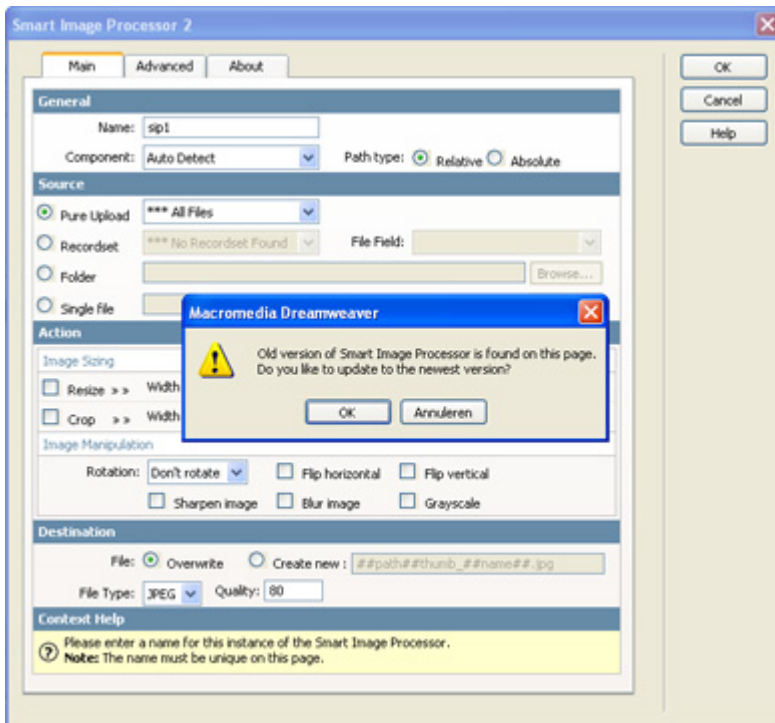 Smart Image Processor 2
Main Advanced About
OK
Cancel
Help
General
Name: sip1
Component: Auto Detect Path type: Relative Absolute
Source
Pure Upload *** All Files
Recordset *** No Recordset Found File Field:
Folder Browse...
Single file
Macromedia Dreamweaver
Old version of Smart Image Processor is found on this page.
Do you like to update to the newest version?
OK Annuleren
Action
Image Sizing
Resize >> Width
Crop >> Width
Image Manipulation
Rotation: Don't rotate Flip horizontal Flip vertical
Sharpen image Blur image Grayscale
Destination
File: Overwrite Create new : ##path##thumb_##name##.jpg
File Type: JPEG Quality: 80
Context Help
Please enter a name for this instance of the Smart Image Processor.
Note: The name must be unique on this page.